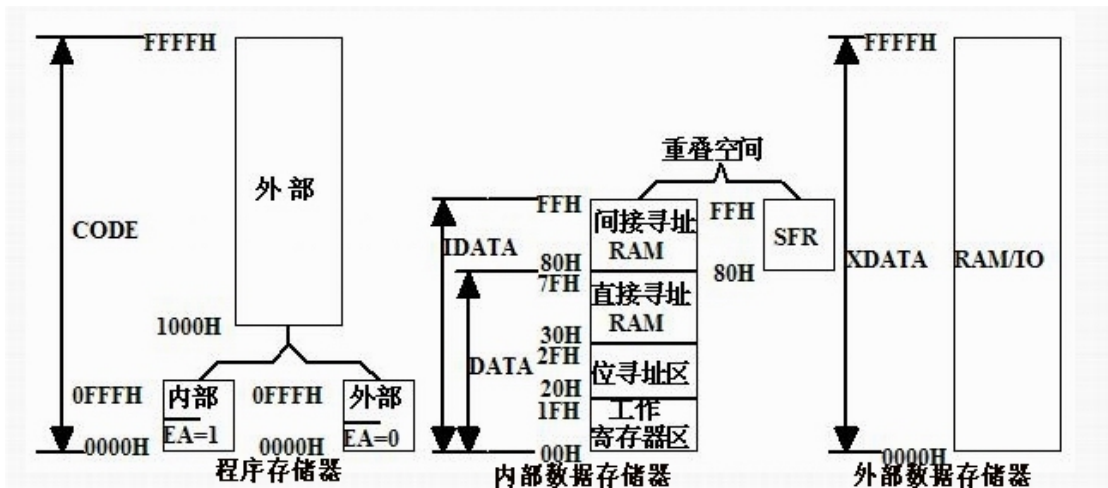 FFFFH
外部
CODE
1000H
0FFFH
内部
EA=1
0000H
0FFFH
外部
EA=0
0000H
程序存储器
重叠空间
FFH
间接寻址
RAM
80H
7FH
直接寻址
RAM
30H
2FH
位寻址区
20H
1FH
工作
寄存器区
00H
IDATA
DATA
FFH
SFR
80H
内部数据存储器
FFFFH
XDATA
RAM/IO
0000H
外部数据存储器